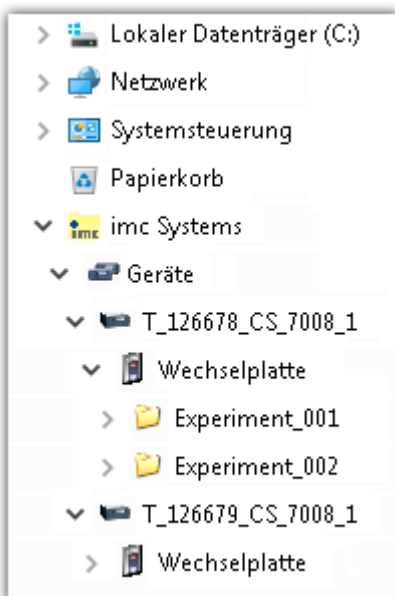 Lokaler Datenträger (C:)
Netzwerk
Systemsteuerung
Papierkorb
imc Systems
Geräte
T_126678_CS_7008_1
Wechselplatte
Experiment_001
Experiment_002
T_126679_CS_7008_1
Wechselplatte